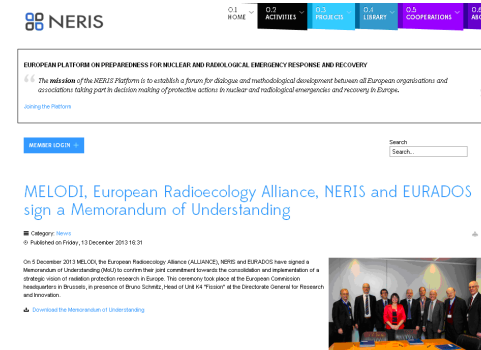 NERIS
0.1
HOME
0.2
ACTIVITIES
0.3
PROJECTS
0.4
LIBRARY
0.5
COOPERATIONS
0.6
EUROPEAN PLATFORM ON PREPAREDNESS FOR NUCLEAR AND RADIOLOGICAL EMERGENCY RESPONSE AND RECOVERY
The mission of the NERIS Platform is to establish a forum for dialogue and methodological development between all European organisations and
associations taking part in decision making of protective actions in nuclear and radiological emergencies and recovery in Europe.
Joining the Platform
MEMBER LOGIN +
Search
Search...
MELODI, European Radioecology Alliance, NERIS and EURADOS
sign a Memorandum of Understanding
Category: News
Published on Friday, 13 December 2013 16:31
On 5 December 2013 MELODI, the European Radioecology Alliance (ALLIANCE), NERIS and EURADOS have signed a
Memorandum of Understanding (MoU) to confirm their joint commitment towards the consolidation and implementation of a
strategic vision of radiation protection research in Europe. This ceremony took place at the European Commission
headquarters in Brussels, in presence of Bruno Schmitz, Head of Unit K4 "Fission" at the Directorate General for Research
and Innovation.
Download the Memorandum of Understanding